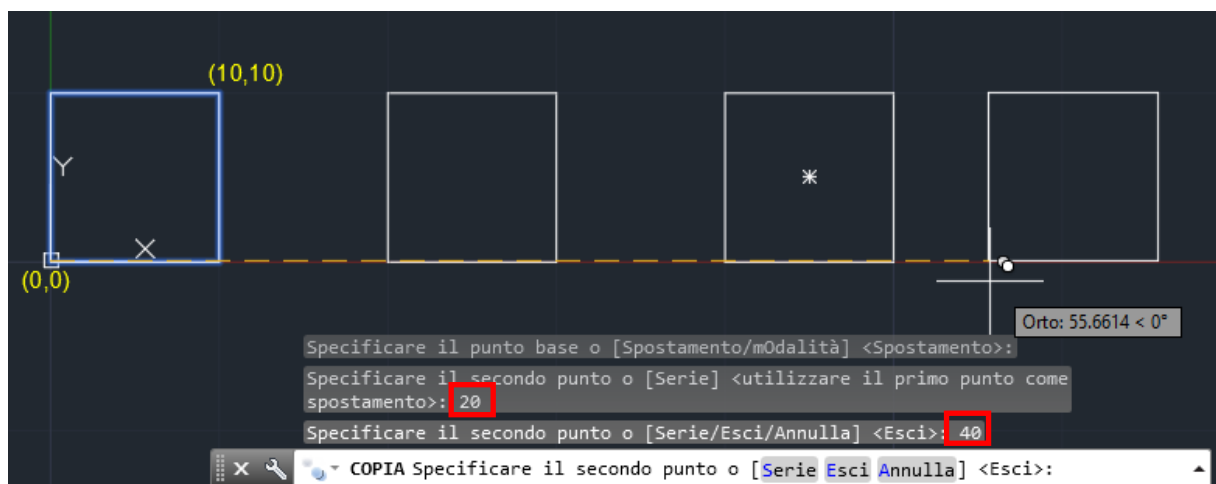 (10,10)
Y
X
(0,0)
Orto: 55.6614 < 0°
Specificare il punto base o [Spostamento/mOdalità] <Spostamento>:
Specificare il secondo punto o [Serie] <utilizzare il primo punto come
spostamento>: 20
Specificare il secondo punto o [Serie/Esci/Annulla] <Esci>: 40
COPIA Specificare il secondo punto o [Serie Esci Annulla] <Esci>: